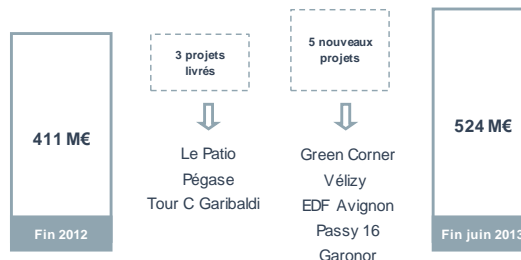 411 M€
Fin 2012
3 projets
livrés
Le Patio
Pégase
Tour C Garibaldi
5 nouveaux
projets
Green Corner
Vélizy
EDF Avignon
Passy 16
Garonor
524 M€
Fin juin 2013